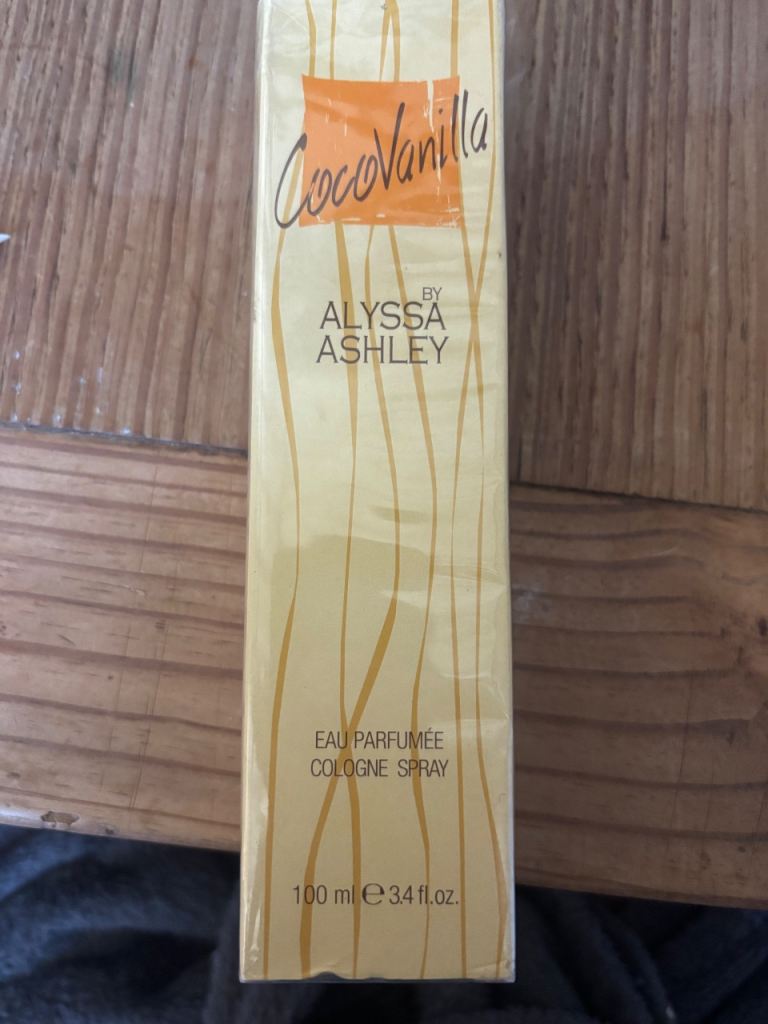 CocoVanilla
BY
ALYSSA
ASHLEY
EAU PARFUMÉE
COLOGNE SPRAY
100 ml ℮ 3.4 fl.oz.